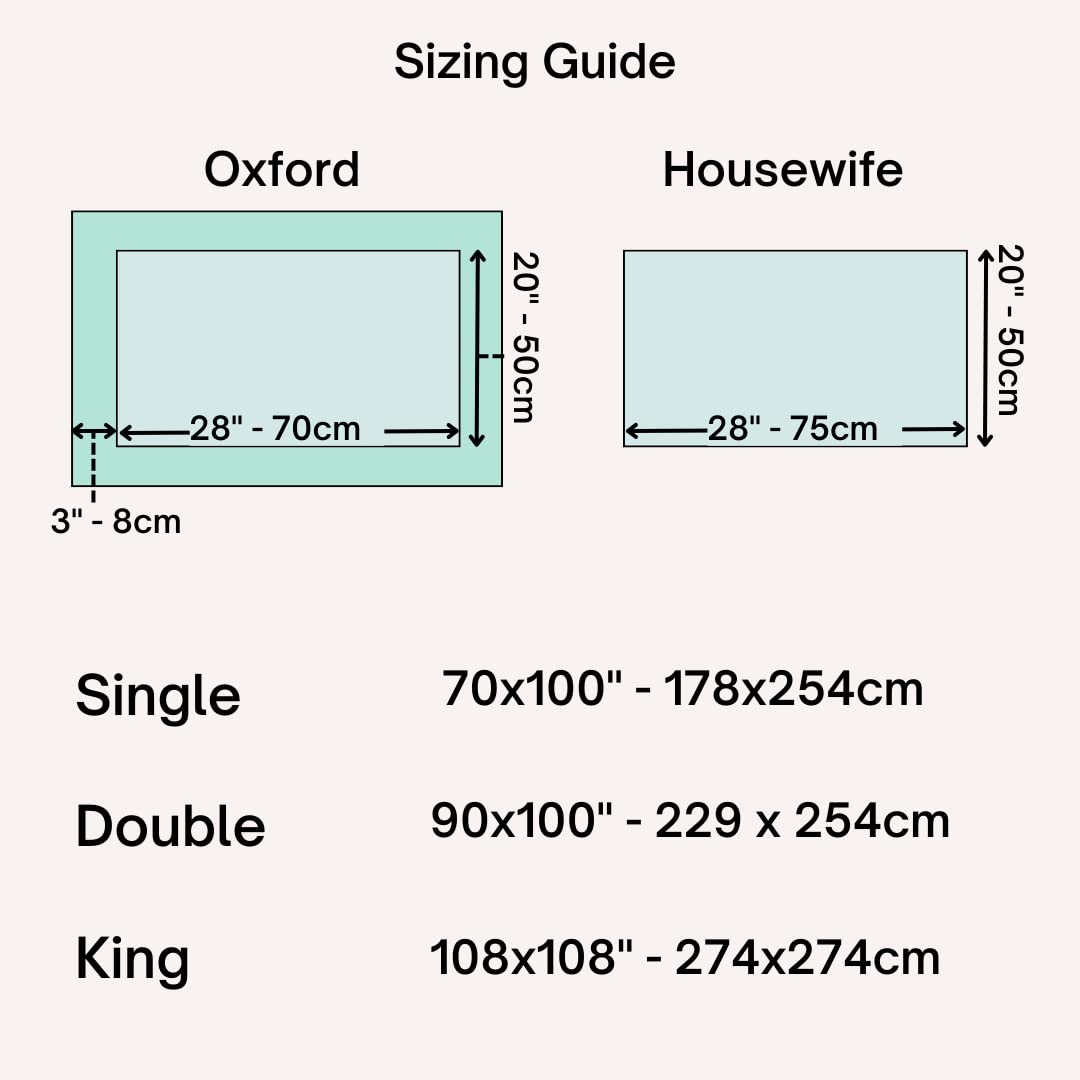 Sizing Guide
Oxford
Housewife
20" - 50cm
28" - 70cm
3" - 8cm
20" - 50cm
28" - 75cm
Single
70x100" - 178x254cm
Double
90x100" - 229 x 254cm
King
108x108" - 274x274cm